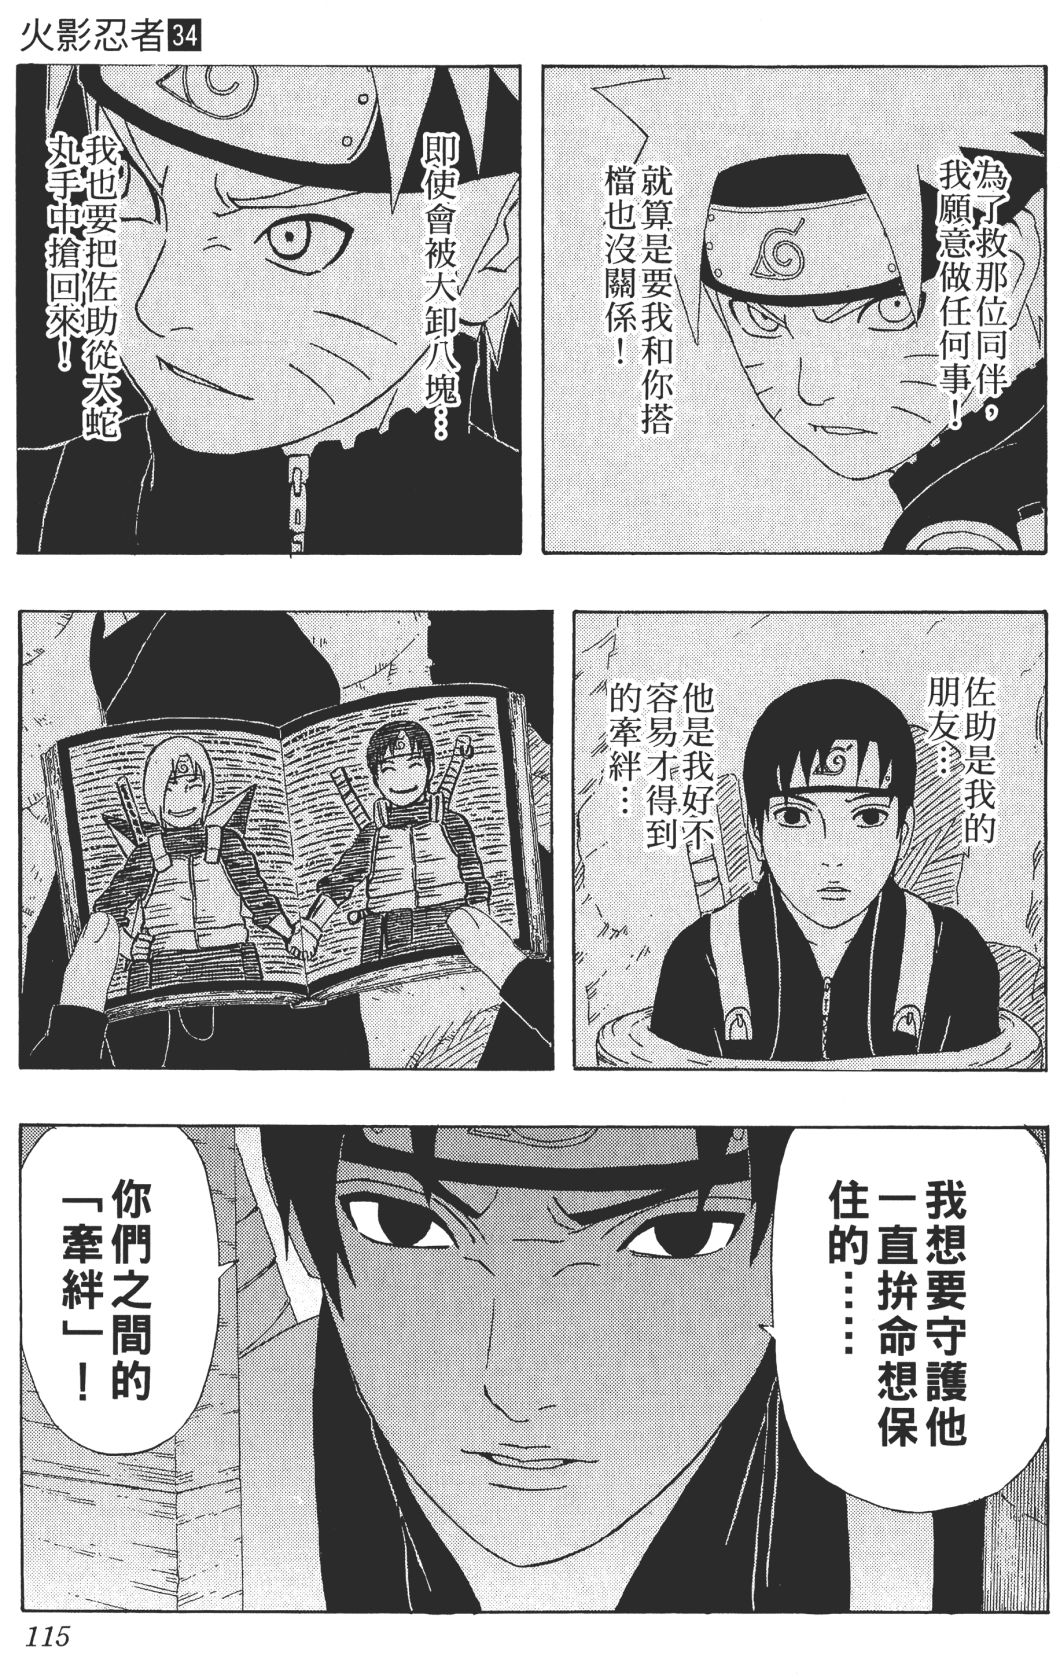 火影忍者34
為了救那位同伴，
我願意做任何事！
就算是要我和你搭
檔也沒關係！
即使會被大卸八塊…
我也要把佐助從大蛇
丸手中搶回來！
佐助是我的
朋友…
他是我好不
容易才得到
的牽絆…
我想要守護他
一直拚命想保
住的……
你們之間的
「牽絆」！
115